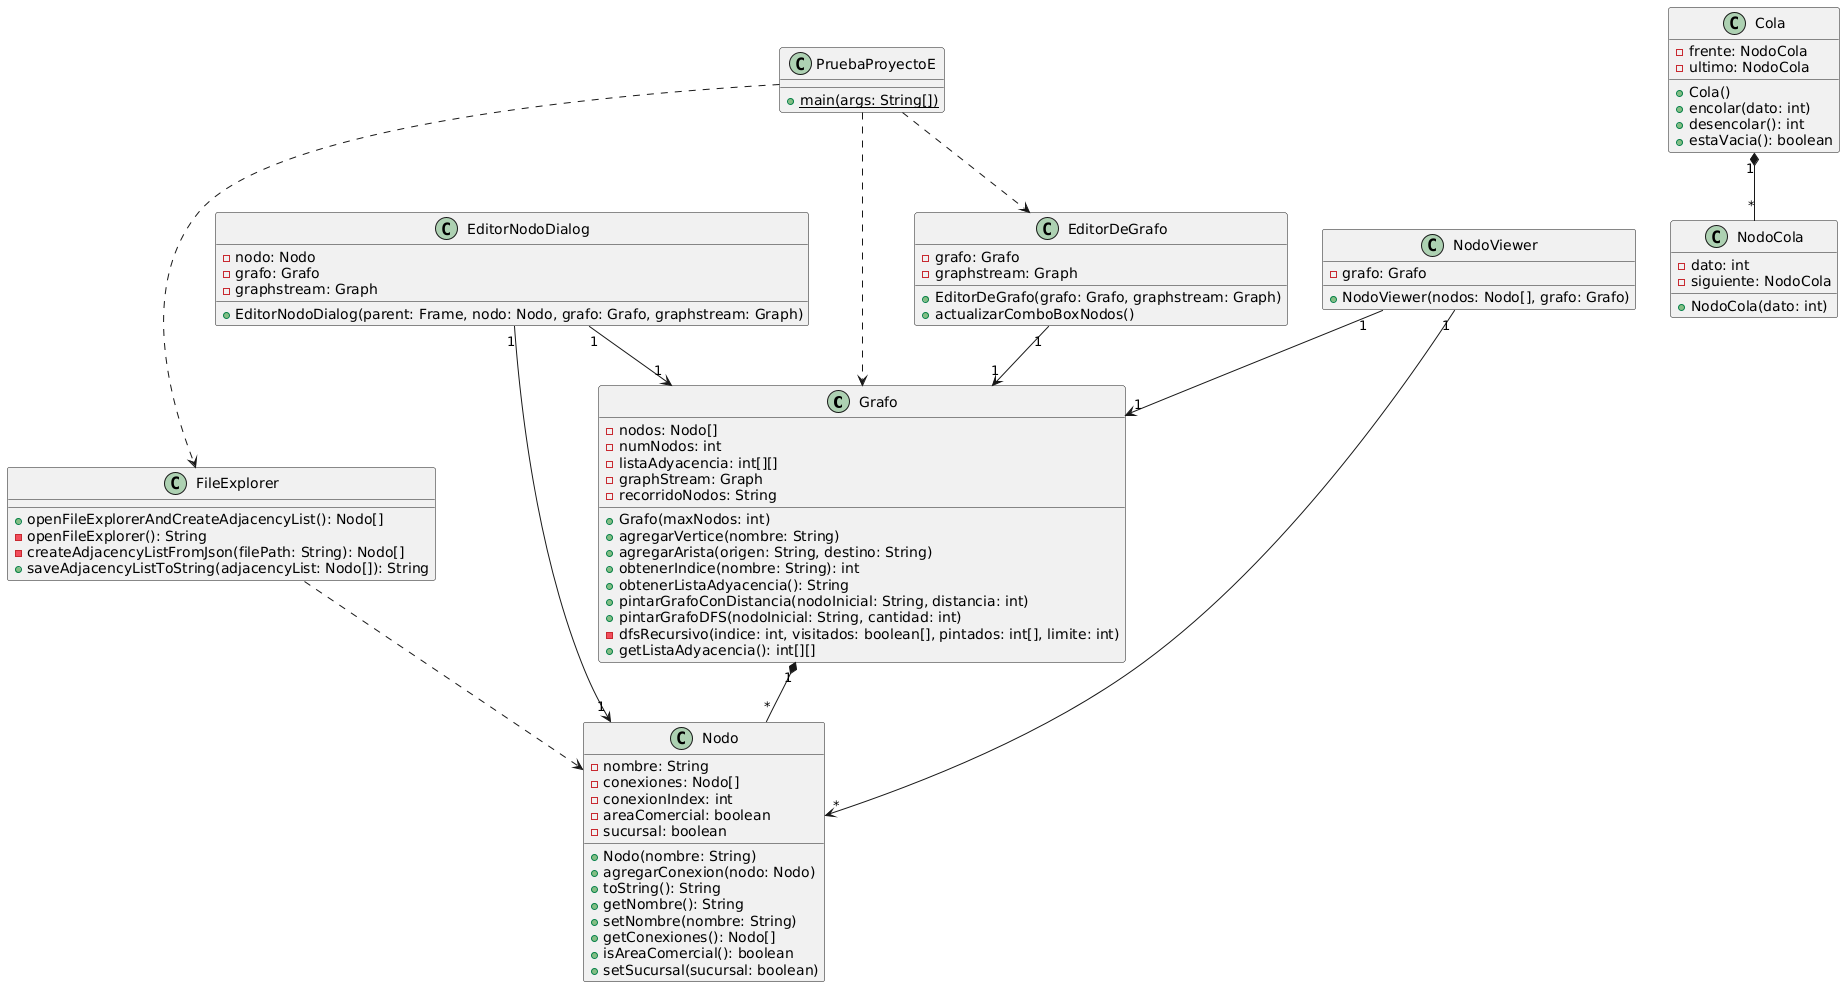 C PruebaProyectoE
main(args: String[])
C Cola
frente: NodoCola
ultimo: NodoCola
Cola()
encolar(dato: int)
desencolar(): int
estaVacia(): boolean
1
*
C EditorNodoDialog
nodo: Nodo
grafo: Grafo
graphstream: Graph
EditorNodoDialog(parent: Frame, nodo: Nodo, grafo: Grafo, graphstream: Graph)
1
1
1
1
C EditorDeGrafo
grafo: Grafo
graphstream: Graph
EditorDeGrafo(grafo: Grafo, graphstream: Graph)
actualizarComboBoxNodos()
1
1
C NodoViewer
grafo: Grafo
NodoViewer(nodos: Nodo[], grafo: Grafo)
1
1
1
*
C NodoCola
dato: int
siguiente: NodoCola
NodoCola(dato: int)
C FileExplorer
openFileExplorerAndCreateAdjacencyList(): Nodo[]
openFileExplorer(): String
createAdjacencyListFromJson(filePath: String): Nodo[]
saveAdjacencyListToString(adjacencyList: Nodo[]): String
C Grafo
nodos: Nodo[]
numNodos: int
listaAdyacencia: int[][]
graphStream: Graph
recorridoNodos: String
Grafo(maxNodos: int)
agregarVertice(nombre: String)
agregarArista(origen: String, destino: String)
obtenerIndice(nombre: String): int
obtenerListaAdyacencia(): String
pintarGrafoConDistancia(nodoInicial: String, distancia: int)
pintarGrafoDFS(nodoInicial: String, cantidad: int)
dfsRecursivo(indice: int, visitados: boolean[], pintados: int[], limite: int)
getListaAdyacencia(): int[][]
1
*
C Nodo
nombre: String
conexiones: Nodo[]
conexionIndex: int
areaComercial: boolean
sucursal: boolean
Nodo(nombre: String)
agregarConexion(nodo: Nodo)
toString(): String
getNombre(): String
setNombre(nombre: String)
getConexiones(): Nodo[]
isAreaComercial(): boolean
setSucursal(sucursal: boolean)